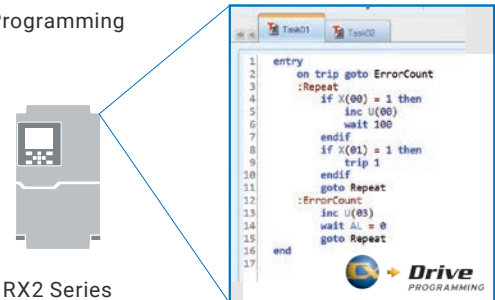 Programming
Task01 Task02
1 entry
2 on trip goto ErrorCount
3 :Repeat
4 if X(00) = 1 then
5 inc U(00)
6 wait 100
7 endif
8 if X(01) = 1 then
9 trip 1
10 endif
11 goto Repeat
12 :ErrorCount
13 inc U(03)
14 wait AL = 0
15 goto Repeat
16 end
17
Drive
PROGRAMMING
RX2 Series